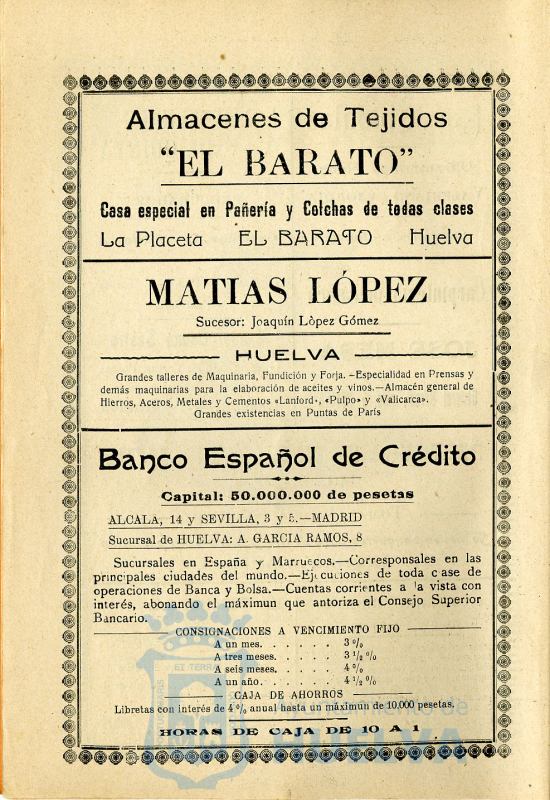 Almacenes de Tejidos
"EL BARATO"
Casa especial en Pañería y Colchas de todas clases
La Placeta EL BARATO Huelva
MATIAS LÓPEZ
Sucesor: Joaquín Lòpez Gómez
HUELVA
Grandes talleres de Maquinaria, Fundición y Forja. -Especialidad en Prensas y
demás maquinarias para la elaboración de aceites y vinos.-Almacén general de
Hierros, Aceros, Metales y Cementos «Lanford», «Pulpo» y «Valicarca».
Grandes existencias en Puntas de París
Banco Español de Crédito
Capital: 50.000.000 de pesetas
ALCALA, 14 y SEVILLA, 3 y 5.—MADRID
Sucursal de HUELVA: A. GARCIA RAMOS, 8
Sucursales en España y Marruecos.—Corresponsales en las
principales ciudades del mundo.—Ejecuciones de toda clase de
operaciones de Banca y Bolsa.—Cuentas corrientes a la vista con
interés, abonando el máximun que antoriza el Consejo Superior
Bancario.
CONSIGNACIONES A VENCIMIENTO FIJO
A un mes. . . . . . 3 %
A tres meses. . . . . 3 1/2 %
A seis meses. . . . . 4 %
A un año. . . . . . 4 1/2 %
CAJA DE AHORROS
Libretas con interés de 4 % anual hasta un máximun de 10.000 pesetas.
HORAS DE CAJA DE 10 A 1
Ayuntamiento de
HUELVA